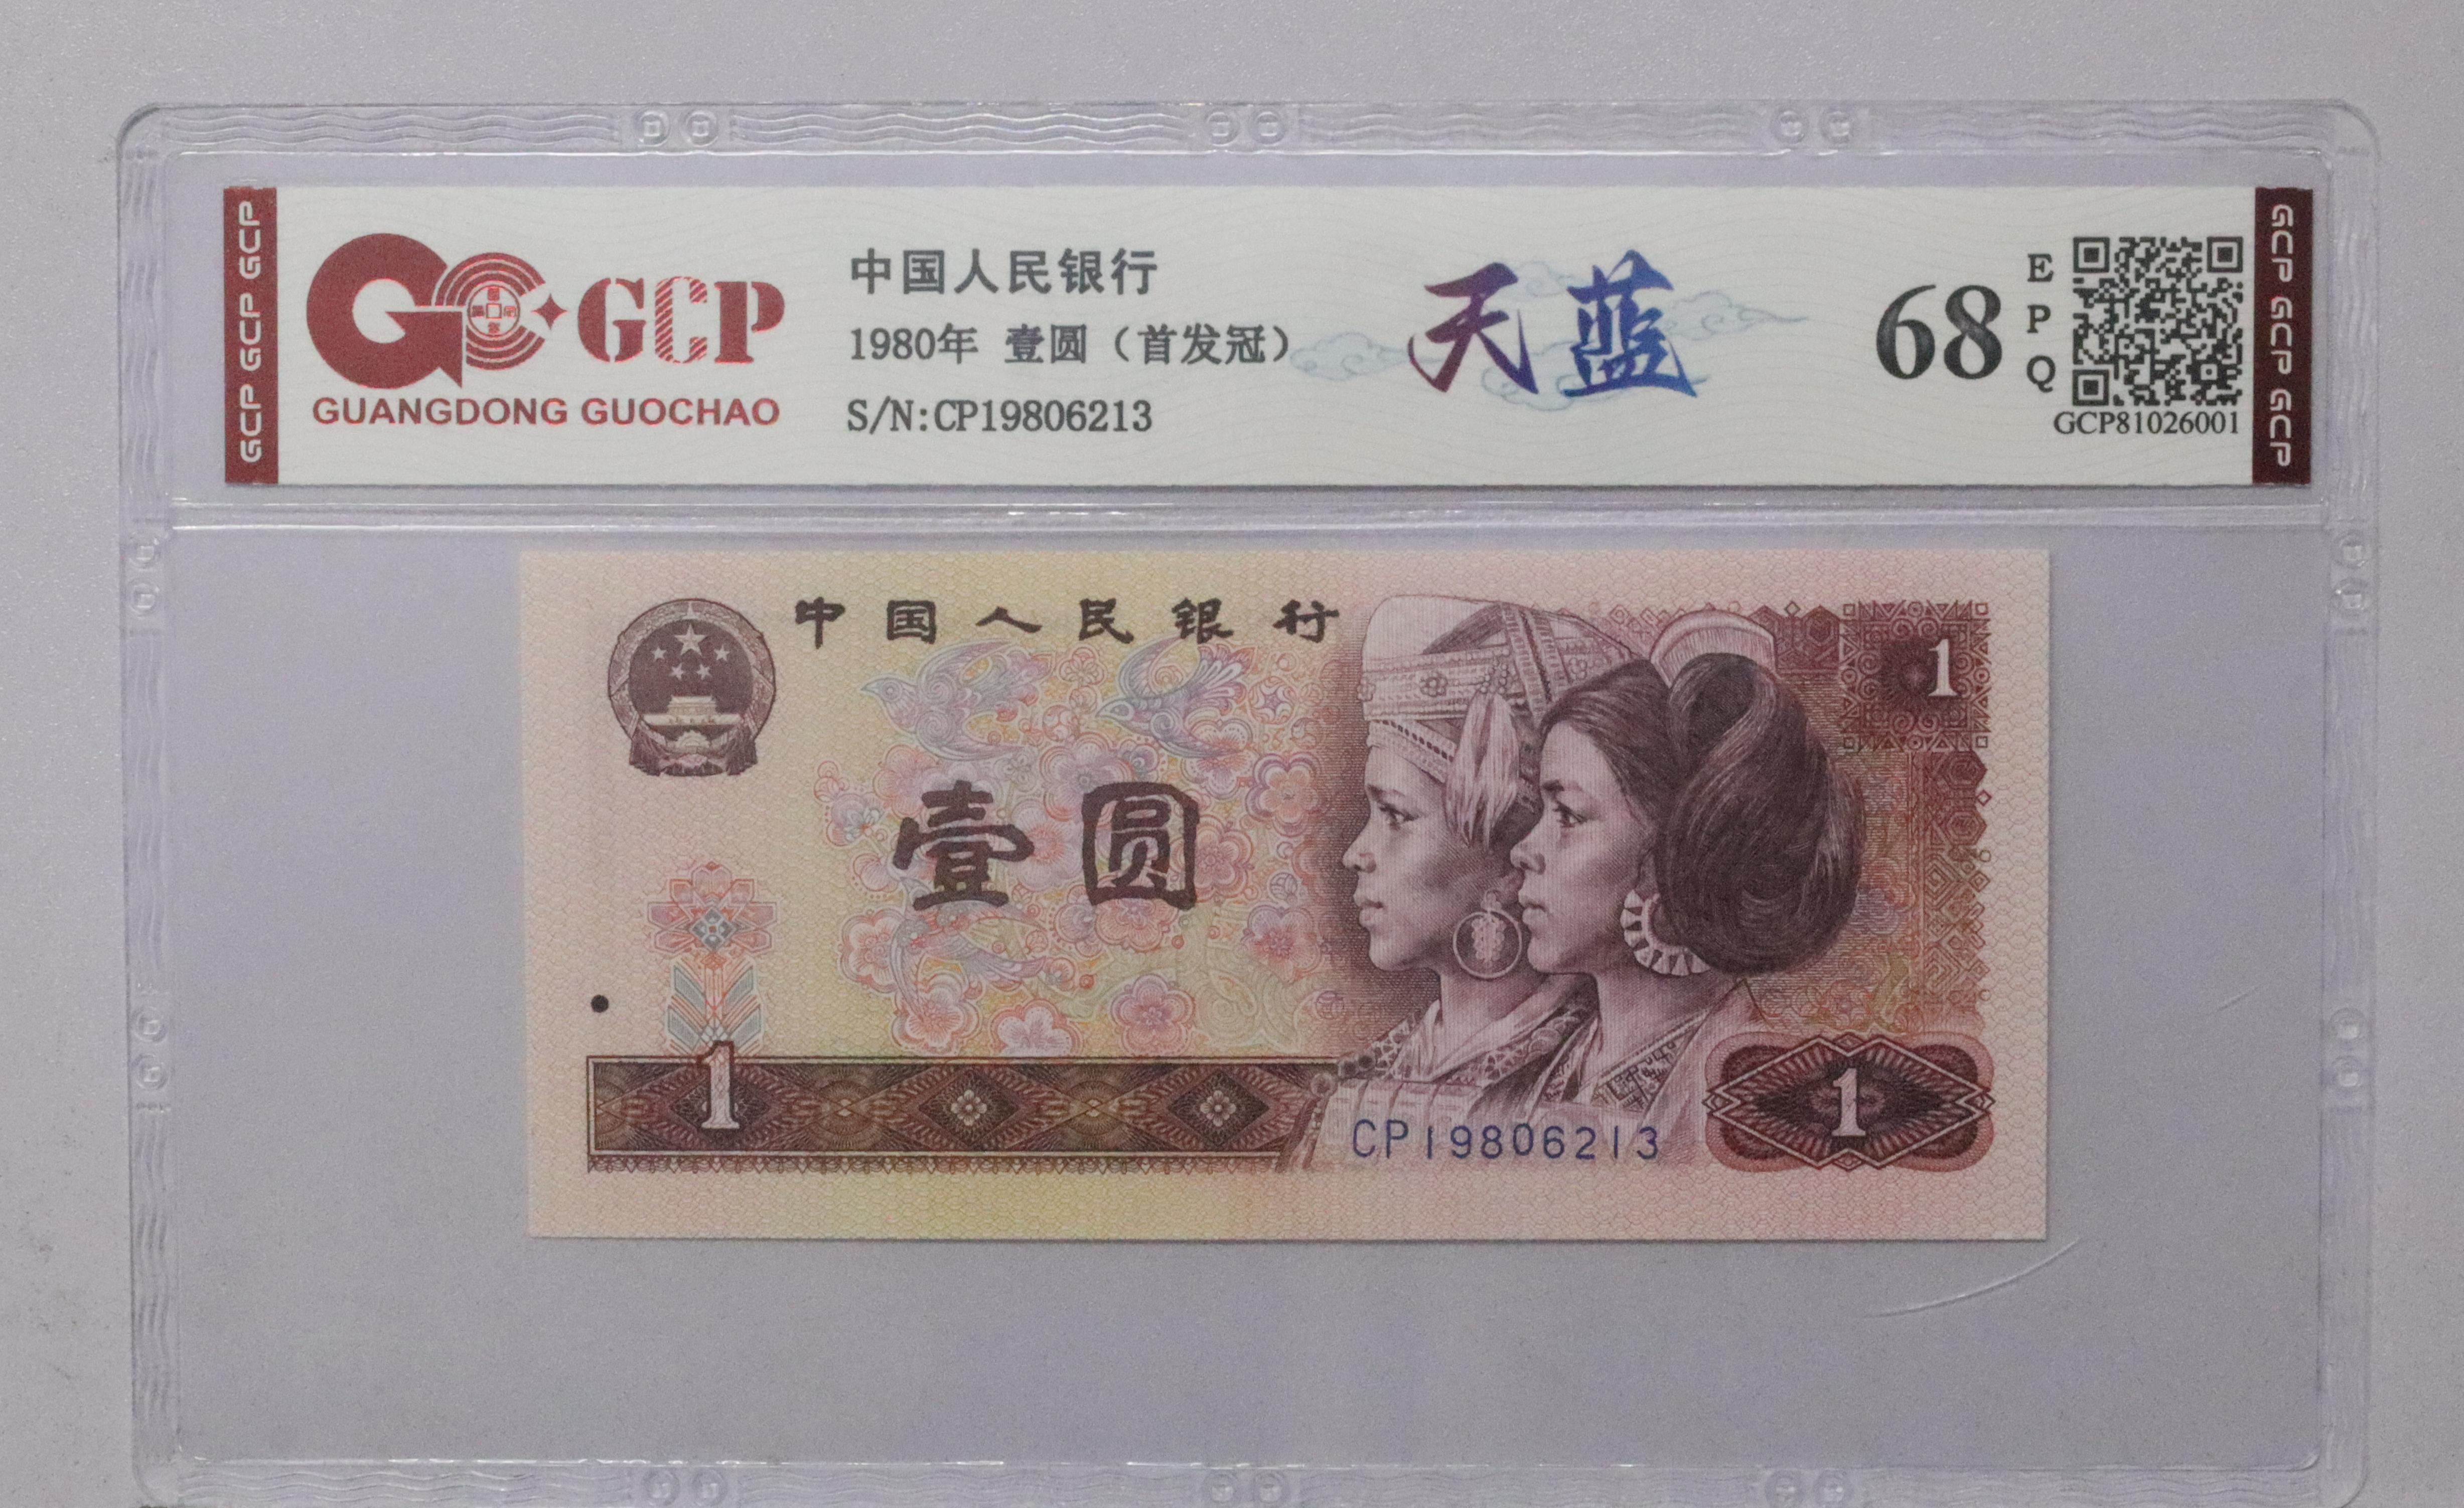 GCP GCP GCP
GCP
GUANGDONG GUOCHAO
中国人民银行
1980年 壹圆（首发冠）
S/N:CP19806213
天蓝
68
EPQ
GCP81026001
GCP GCP GCP
中国人民银行
1
壹圆
1
CP19806213
1